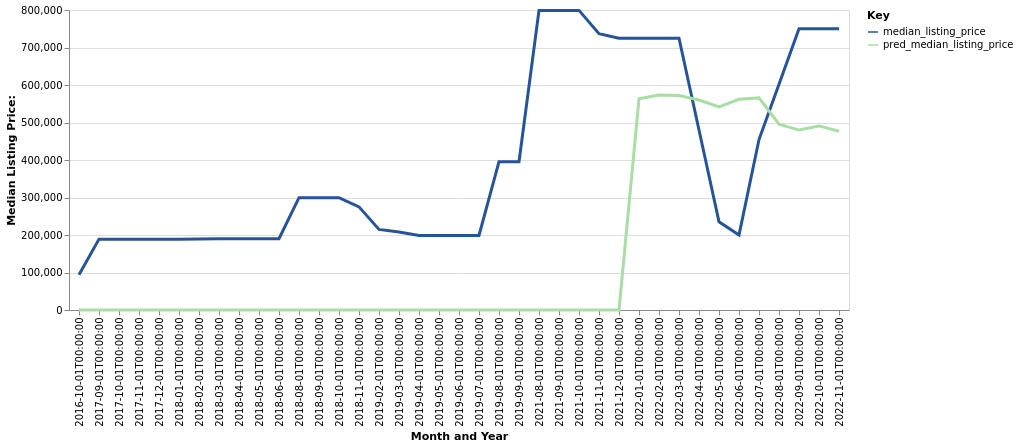 Key
median_listing_price
pred_median_listing_price
Median Listing Price:
800,000
700,000
600,000
500,000
400,000
300,000
200,000
100,000
0
2016-10-01T00:00:00
2017-09-01T00:00:00
2017-10-01T00:00:00
2017-11-01T00:00:00
2017-12-01T00:00:00
2018-01-01T00:00:00
2018-02-01T00:00:00
2018-03-01T00:00:00
2018-04-01T00:00:00
2018-05-01T00:00:00
2018-06-01T00:00:00
2018-08-01T00:00:00
2018-09-01T00:00:00
2018-10-01T00:00:00
2018-11-01T00:00:00
2019-02-01T00:00:00
2019-03-01T00:00:00
2019-04-01T00:00:00
2019-05-01T00:00:00
2019-06-01T00:00:00
2019-07-01T00:00:00
2019-08-01T00:00:00
2019-09-01T00:00:00
2021-08-01T00:00:00
2021-09-01T00:00:00
2021-10-01T00:00:00
2021-11-01T00:00:00
2021-12-01T00:00:00
2022-01-01T00:00:00
2022-02-01T00:00:00
2022-03-01T00:00:00
2022-04-01T00:00:00
2022-05-01T00:00:00
2022-06-01T00:00:00
2022-07-01T00:00:00
2022-08-01T00:00:00
2022-09-01T00:00:00
2022-10-01T00:00:00
2022-11-01T00:00:00
Month and Year